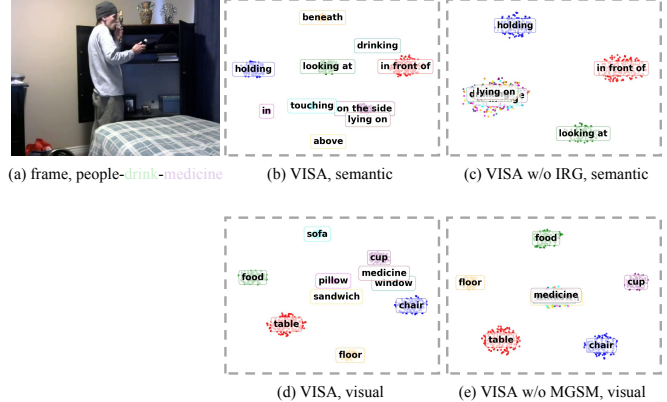 beneath
drinking
holding
looking at
in front of
in
touching
on the side
lying on
above
holding
in front of
lying on
looking at
(a) frame, people-drink-medicine
(b) VISA, semantic
(c) VISA w/o IRG, semantic
sofa
cup
food
medicine
pillow
window
sandwich
chair
table
floor
food
floor
cup
medicine
table
chair
(d) VISA, visual
(e) VISA w/o MGSM, visual